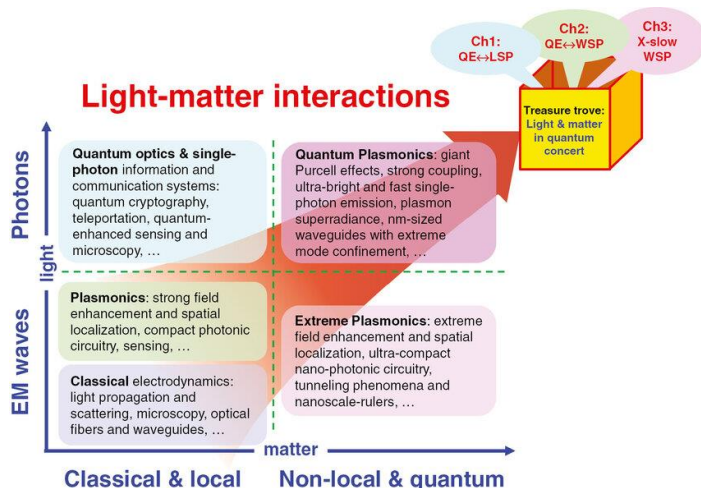 Ch1:
QE↔LSP
Ch2:
QE↔WSP
Ch3:
X-slow
WSP
Light-matter interactions
Treasure trove:
Light & matter
in quantum
concert
Photons
light
EM waves
Quantum optics & single-
photon information and
communication systems:
quantum cryptography,
teleportation, quantum-
enhanced sensing and
microscopy, ...
Quantum Plasmonics: giant
Purcell effects, strong coupling,
ultra-bright and fast single-
photon emission, plasmon
superradiance, nm-sized
waveguides with extreme
mode confinement, ...
Plasmonics: strong field
enhancement and spatial
localization, compact photonic
circuitry, sensing, ...
Classical electrodynamics:
light propagation and
scattering, microscopy, optical
fibers and waveguides, ...
Extreme Plasmonics: extreme
field enhancement and spatial
localization, ultra-compact
nano-photonic circuitry,
tunneling phenomena and
nanoscale-rulers, ...
matter
Classical & local
Non-local & quantum